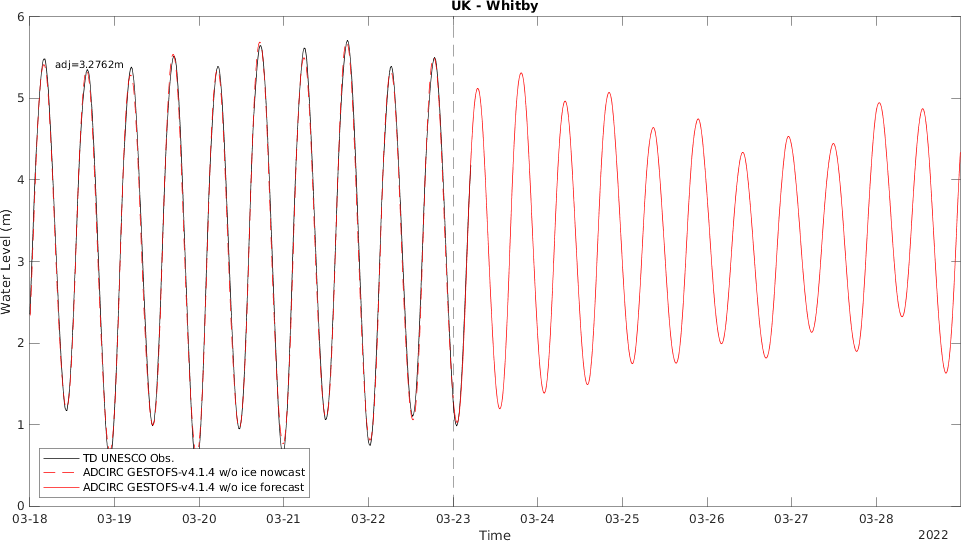 UK - Whitby
6
5
4
3
2
1
0
Water Level (m)
adj=3.2762m
TD UNESCO Obs.
ADCIRC GESTOFS-v4.1.4 w/o ice nowcast
ADCIRC GESTOFS-v4.1.4 w/o ice forecast
03-18 03-19 03-20 03-21 03-22 03-23 03-24 03-25 03-26 03-27 03-28
Time
2022